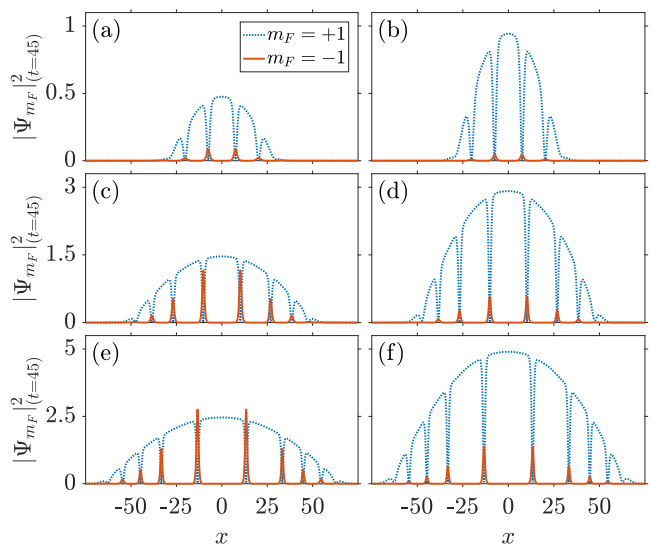 (a) (b)
m_F = +1
m_F = −1
|Ψ_{m_F}|²_{(t=45)}
1
0.5
0
(c) (d)
|Ψ_{m_F}|²_{(t=45)}
3
1.5
0
(e) (f)
|Ψ_{m_F}|²_{(t=45)}
5
2.5
0
-50 -25 0 25 50 -50 -25 0 25 50
x x